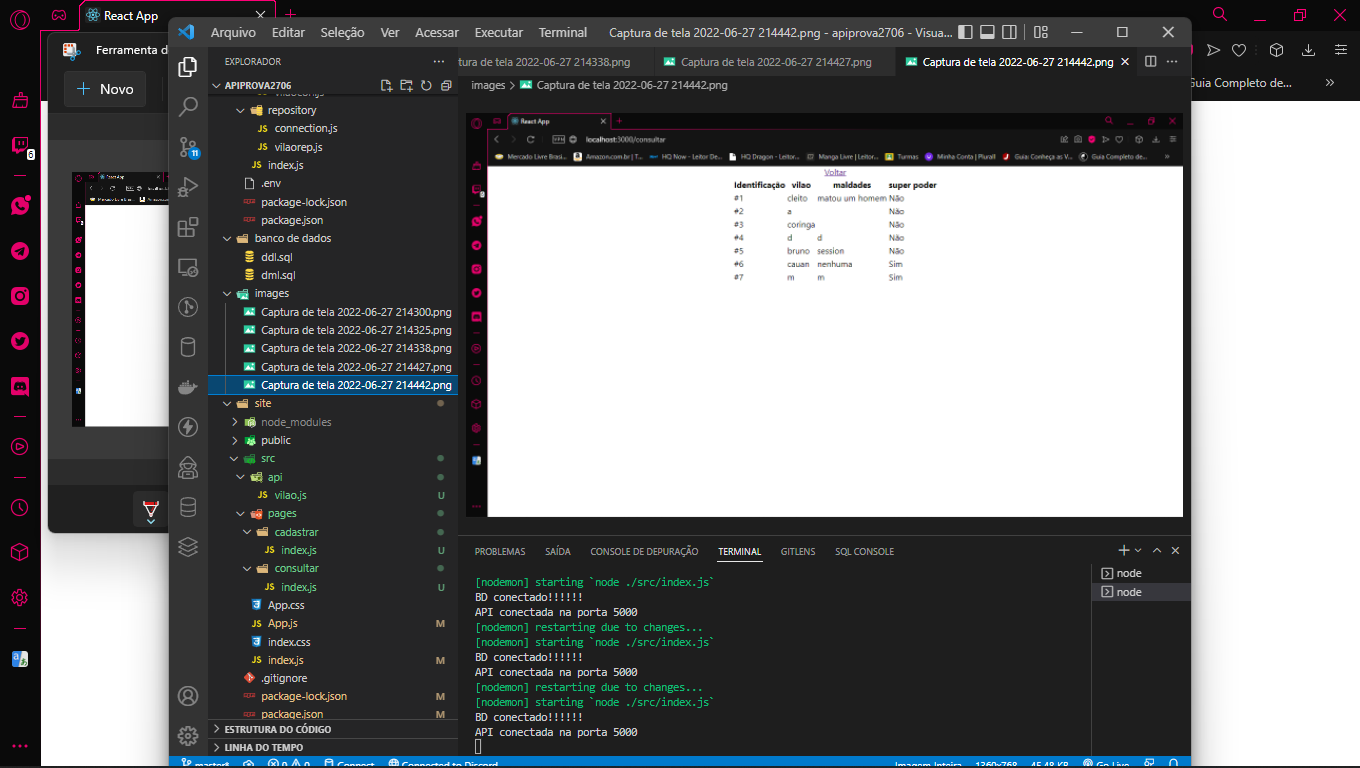 React App
Ferramenta d
Novo
6
Arquivo Editar Seleção Ver Acessar Executar Terminal Captura de tela 2022-06-27 214442.png - apiprova2706 - Visua...
EXPLORADOR
APIPROVA2706
repository
JS connection.js
JS vilaorep.js
JS index.js
.env
package-lock.json
package.json
banco de dados
ddl.sql
dml.sql
images
Captura de tela 2022-06-27 214300.png
Captura de tela 2022-06-27 214325.png
Captura de tela 2022-06-27 214338.png
Captura de tela 2022-06-27 214427.png
Captura de tela 2022-06-27 214442.png
site
node_modules
public
src
api
JS vilao.js U
pages
cadastrar
JS index.js U
consultar
JS index.js U
App.css
JS App.js M
index.css
JS index.js M
.gitignore
package-lock.json M
package.json M
ESTRUTURA DO CÓDIGO
LINHA DO TEMPO
11
tura de tela 2022-06-27 214338.png
Captura de tela 2022-06-27 214427.png
Captura de tela 2022-06-27 214442.png
images > Captura de tela 2022-06-27 214442.png
React App
localhost:3000/consultar
Mercado Livre Brasi... Amazon.com.br | T... HQ Now - Leitor De... HQ Dragon - Leitor... Manga Livre | Leitor... Turmas Minha Conta | Plurall Guia: Conheça as V... Guia Completo de...
Voltar
Identificação vilao maldades super poder
#1 cleito matou um homem Não
#2 a Não
#3 coringa Não
#4 d d Não
#5 bruno session Não
#6 cauan nenhuma Sim
#7 m m Sim
PROBLEMAS SAÍDA CONSOLE DE DEPURAÇÃO TERMINAL GITLENS SQL CONSOLE
[nodemon] starting `node ./src/index.js`
BD conectado!!!!!!
API conectada na porta 5000
[nodemon] restarting due to changes...
[nodemon] starting `node ./src/index.js`
BD conectado!!!!!!
API conectada na porta 5000
[nodemon] restarting due to changes...
[nodemon] starting `node ./src/index.js`
BD conectado!!!!!!
API conectada na porta 5000
node
node
Guia Completo de...
master* 0 0 Connect Connected to Discord Imagem Inteira 1360x768 45.48 KB Go Live